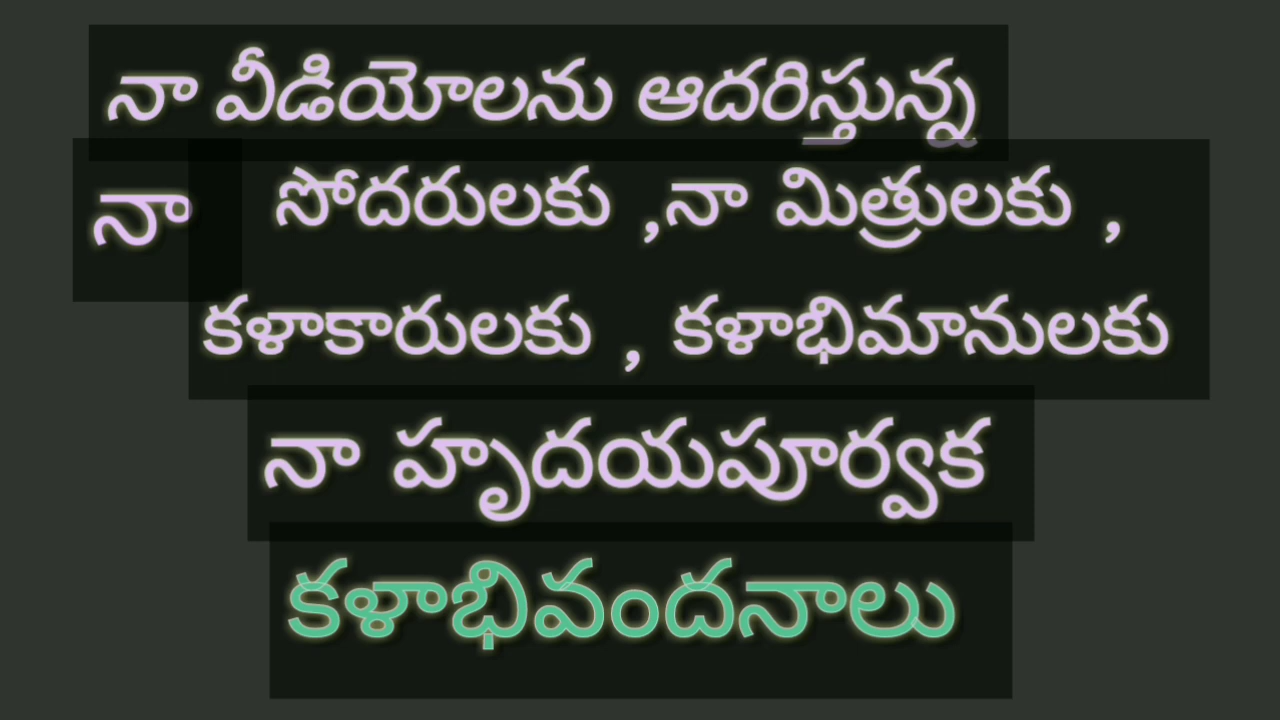 నా వీడియోలను ఆదరిస్తున్న
నా సోదరులకు ,నా మిత్రులకు ,
కళాకారులకు , కళాభిమానులకు
నా హృదయపూర్వక
కళాభివందనాలు